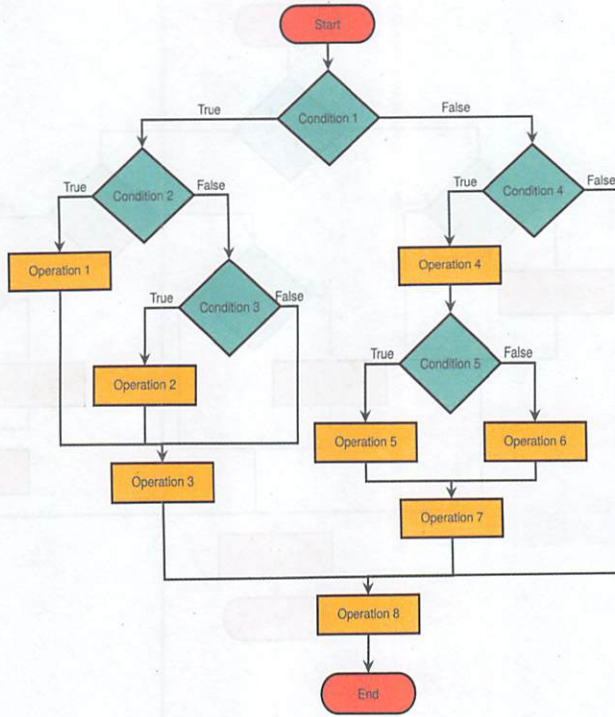 Start
Condition 1
True
False
Condition 2
Condition 4
True
False
True
False
Operation 1
Operation 4
Condition 3
True
False
Condition 5
True
False
Operation 2
Operation 5
Operation 6
Operation 3
Operation 7
Operation 8
End